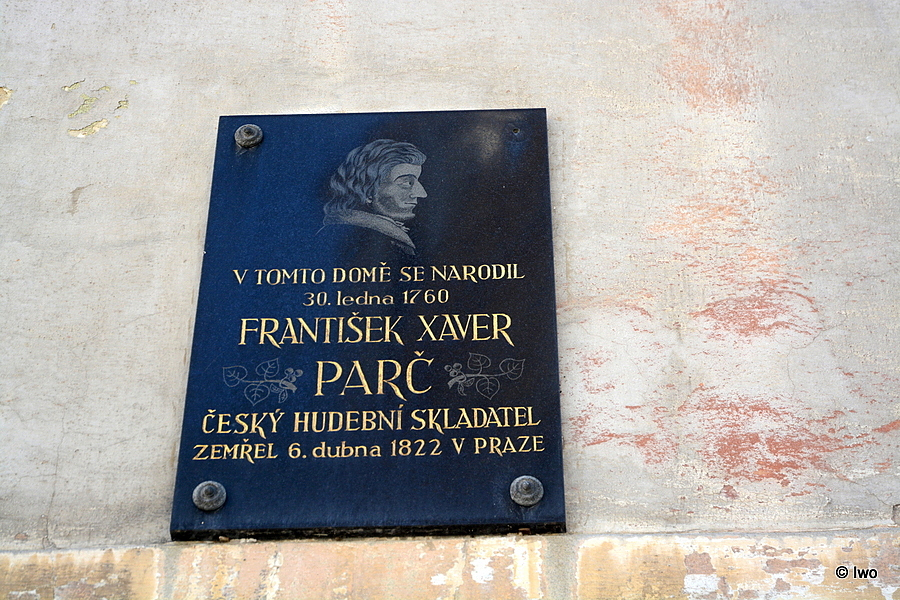 V TOMTO DOMĚ SE NARODIL
30. ledna 1760
FRANTIŠEK XAVER
PARČ
ČESKÝ HUDEBNÍ SKLADATEL
ZEMŘEL 6. dubna 1822 V PRAZE
© Iwo